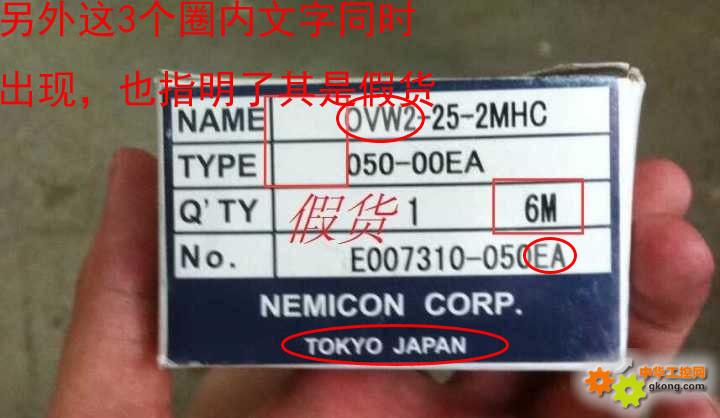 另外这3个圈内文字同时
出现，也指明了其是假货
NAME OVW2-25-2MHC
TYPE 050-00EA
Q'TY 1 6M
假货
No. E007310-050EA
NEMICON CORP.
TOKYO JAPAN
中华工控网
gkong.com